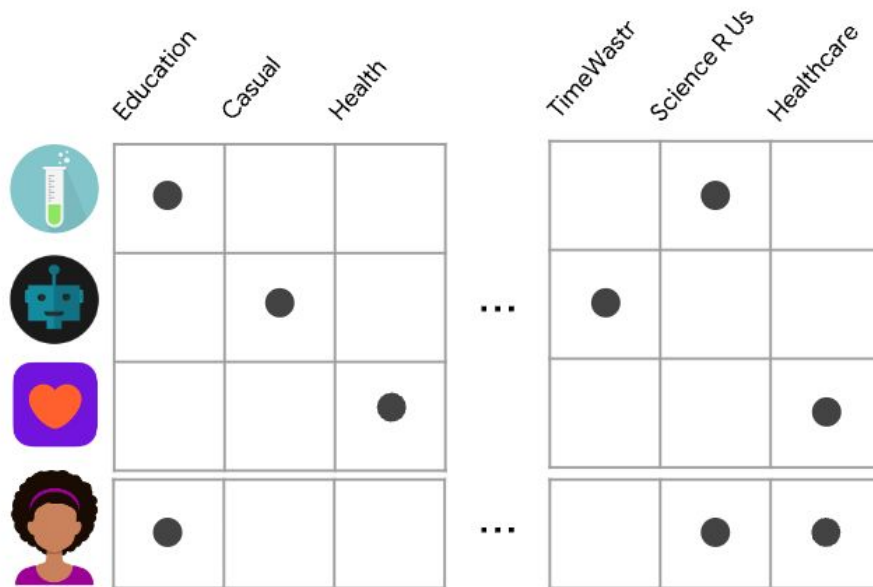 Education
Casual
Health
TimeWastr
Science R Us
Healthcare
...
...